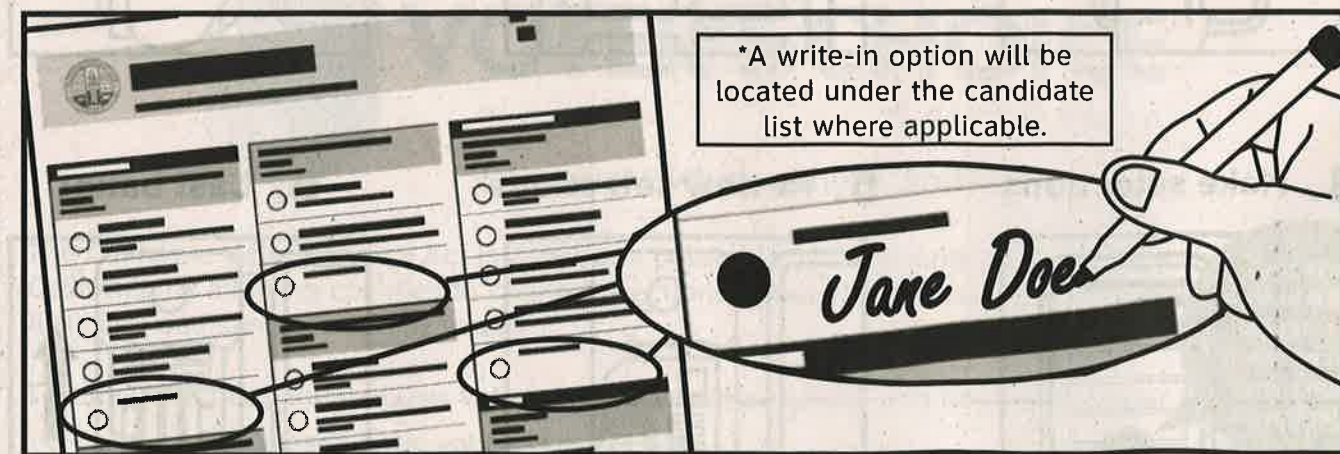 *A write-in option will be
located under the candidate
list where applicable.
Jane Doe